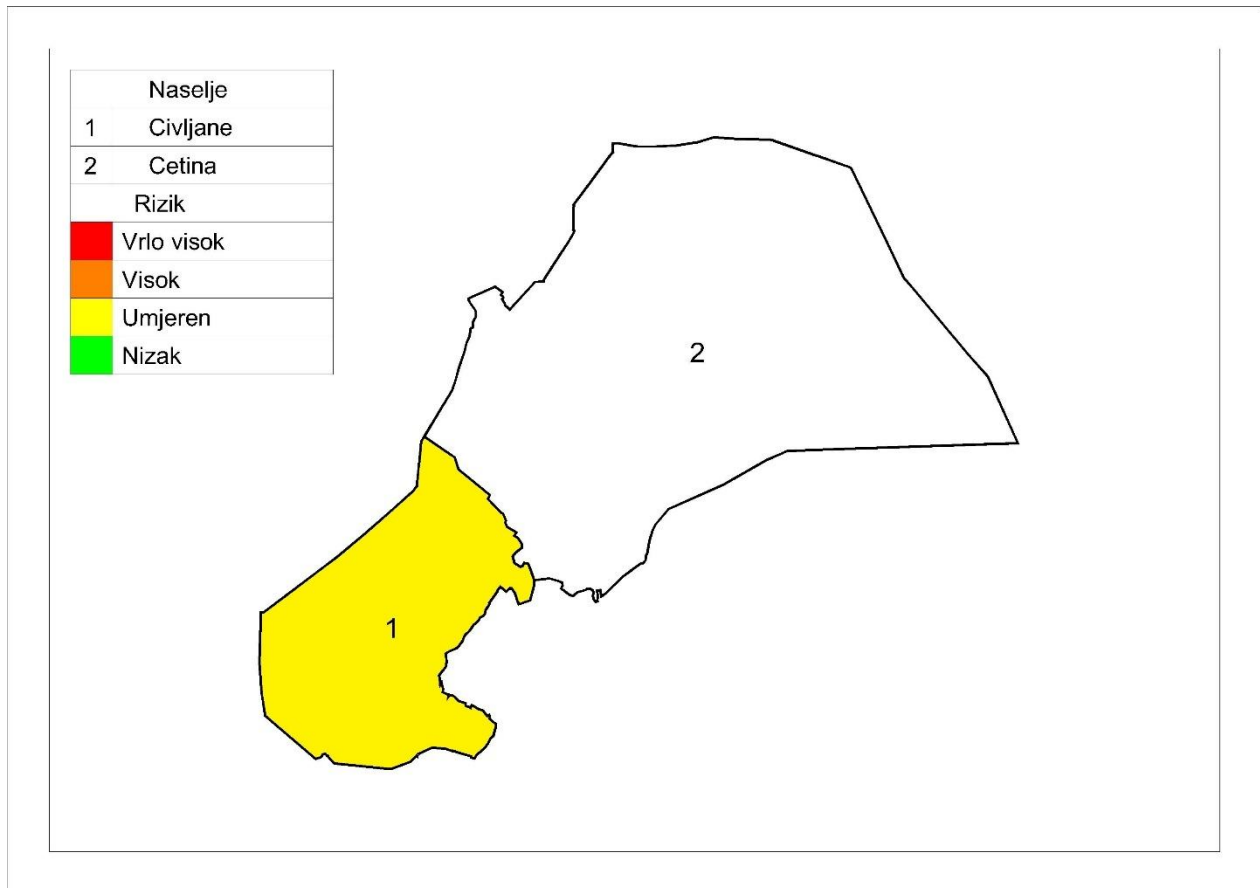 Naselje
1 Civljane
2 Cetina
Rizik
Vrlo visok
Visok
Umjeren
Nizak
2
1